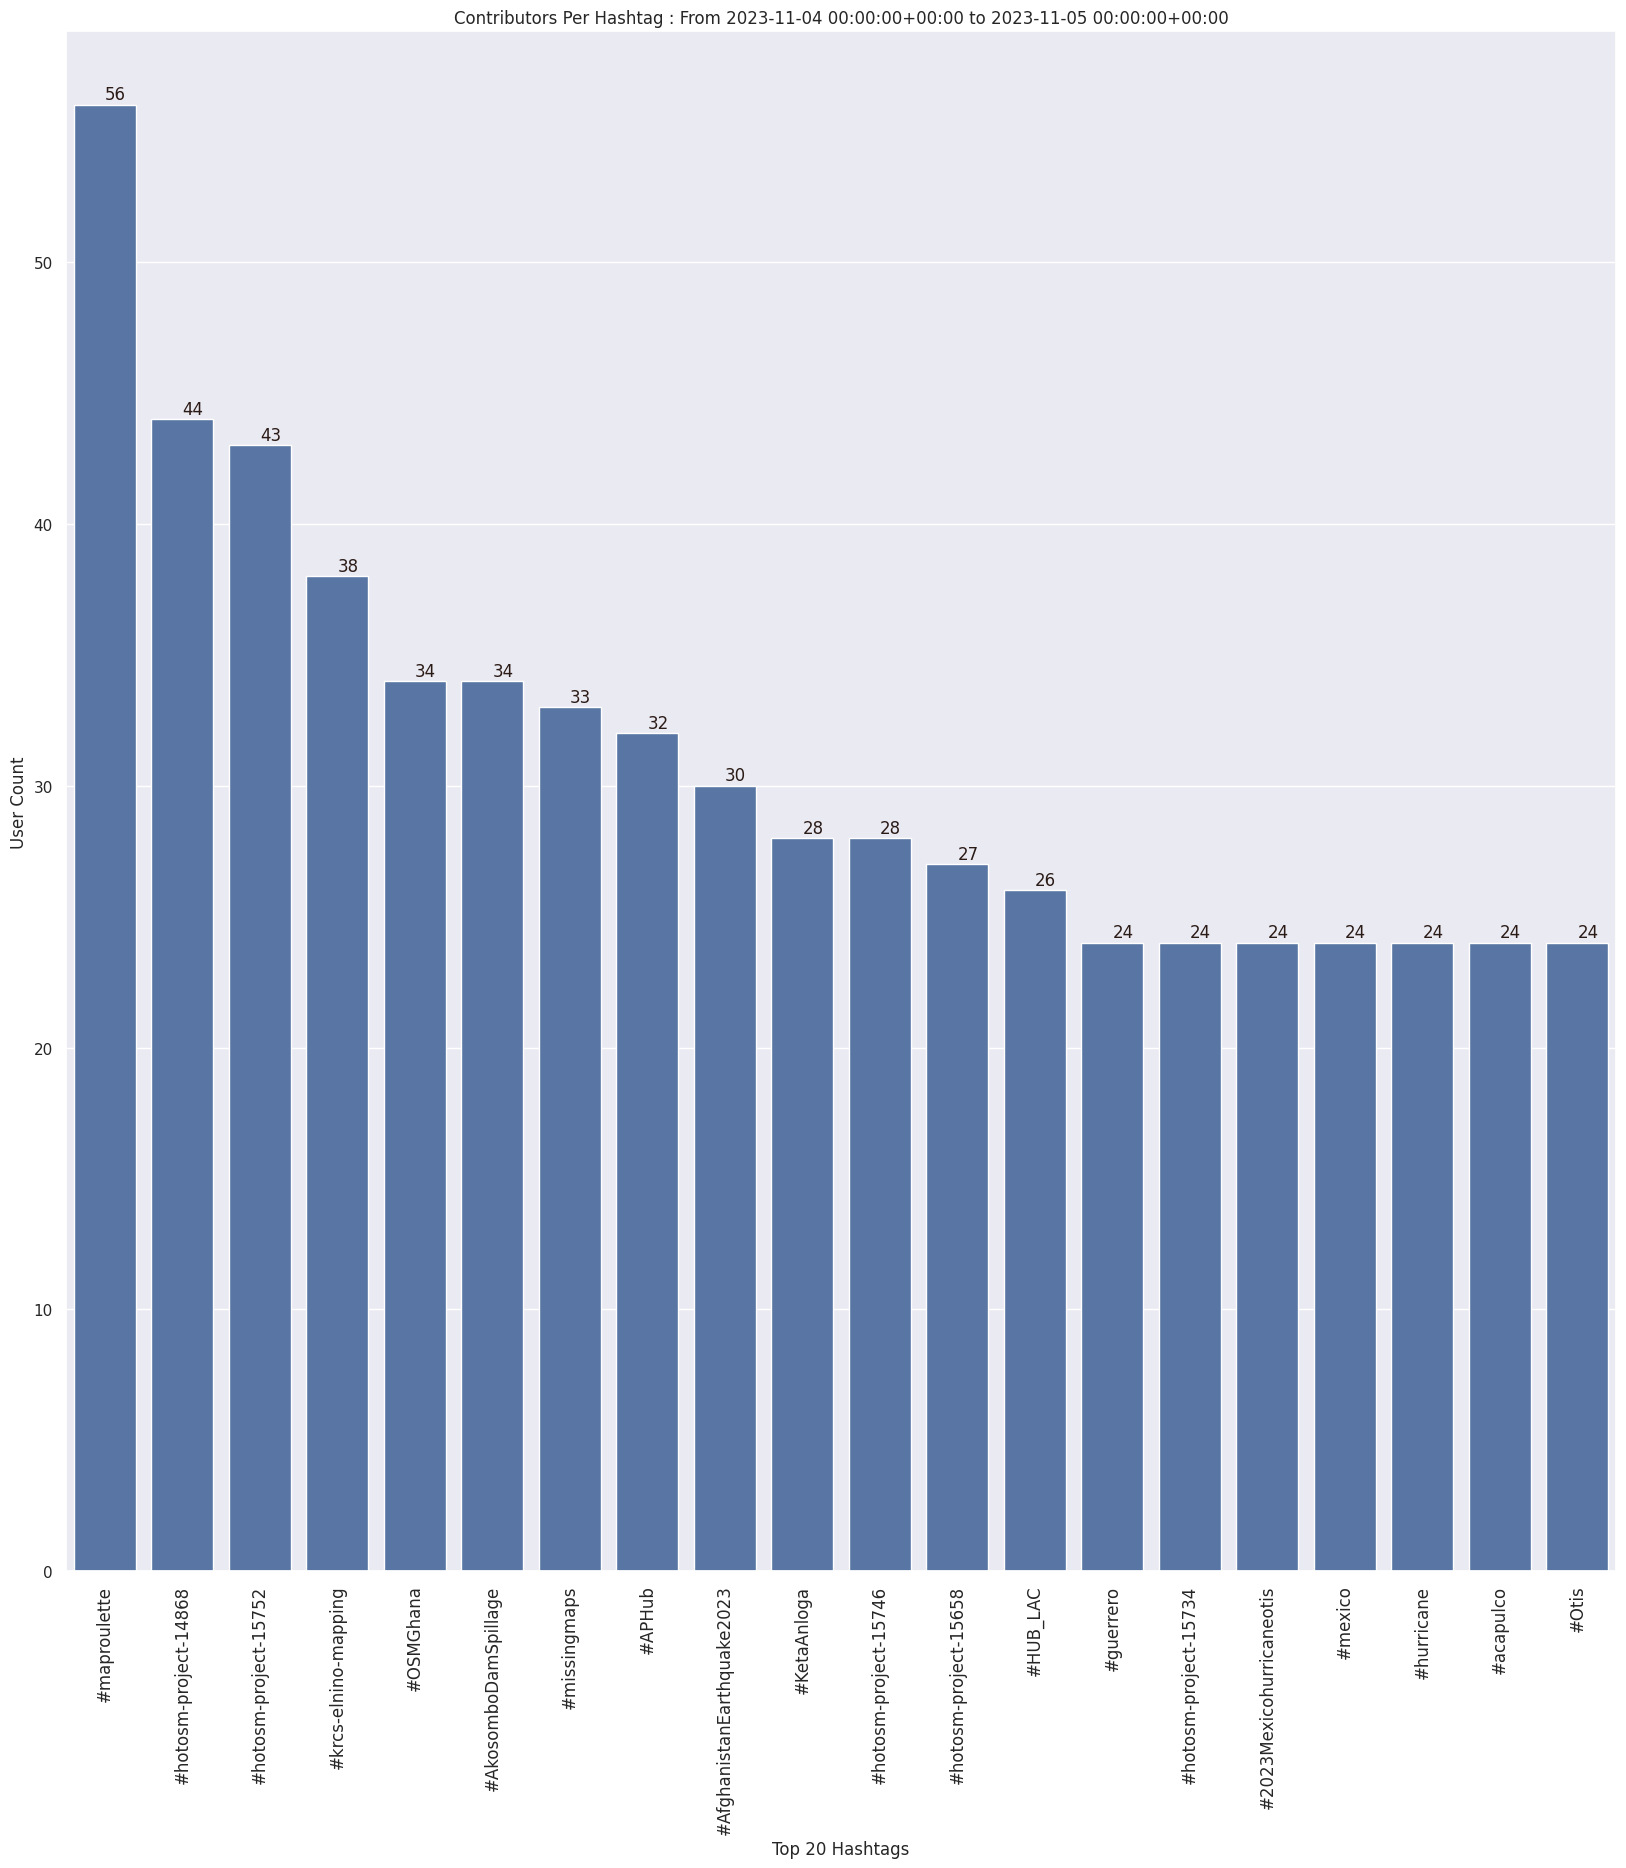 Contributors Per Hashtag : From 2023-11-04 00:00:00+00:00 to 2023-11-05 00:00:00+00:00
User Count
50
40
30
20
10
0
56
44
43
38
34
34
33
32
30
28
28
27
26
24
24
24
24
24
24
24
#maproulette
#hotosm-project-14868
#hotosm-project-15752
#krcs-elnino-mapping
#OSMGhana
#AkosomboDamSpillage
#missingmaps
#APHub
#AfghanistanEarthquake2023
#KetaAnloga
#hotosm-project-15746
#hotosm-project-15658
#HUB_LAC
#guerrero
#hotosm-project-15734
#2023Mexicohurricaneotis
#mexico
#hurricane
#acapulco
#Otis
Top 20 Hashtags